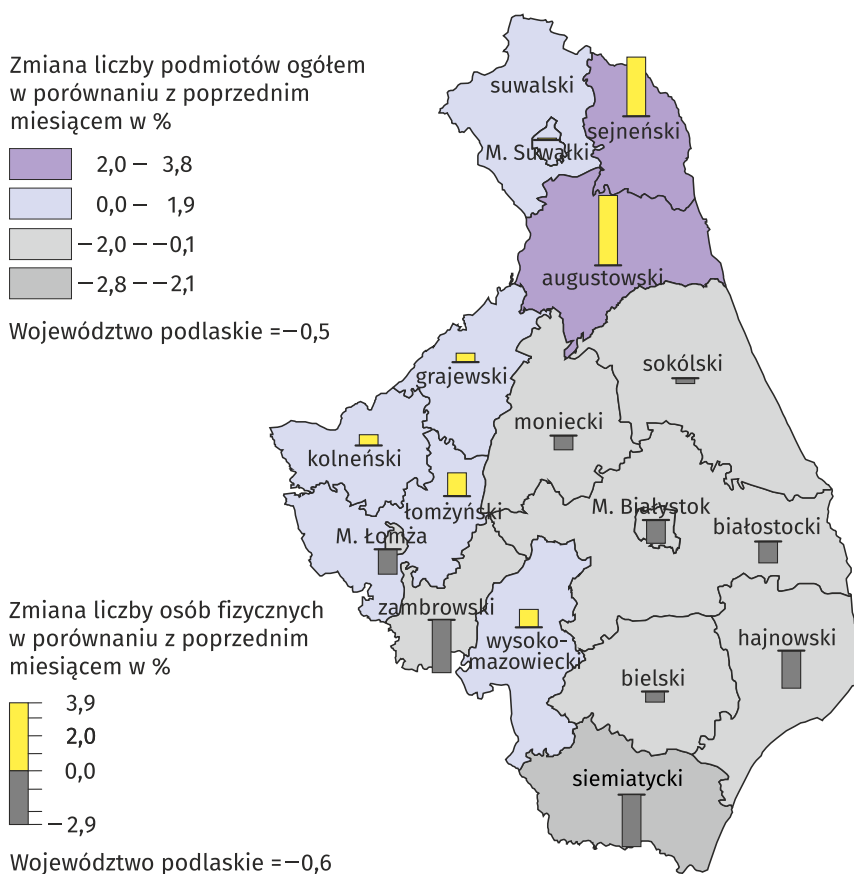 Zmiana liczby podmiotów ogółem
w porównaniu z poprzednim
miesiącem w %
2,0 – 3,8
0,0 – 1,9
–2,0 – –0,1
–2,8 – –2,1
Województwo podlaskie =–0,5
suwalski
sejneński
M. Suwałki
augustowski
sokólski
grajewski
moniecki
kolneński
łomżyński
M. Białystok
białostocki
M. Łomża
zambrowski
wysoko-
mazowiecki
hajnowski
bielski
siemiatycki
Zmiana liczby osób fizycznych
w porównaniu z poprzednim
miesiącem w %
3,9
2,0
0,0
–2,9
Województwo podlaskie =–0,6